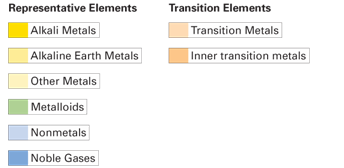 Representative Elements
Alkali Metals
Alkaline Earth Metals
Other Metals
Metalloids
Nonmetals
Noble Gases
Transition Elements
Transition Metals
Inner transition metals